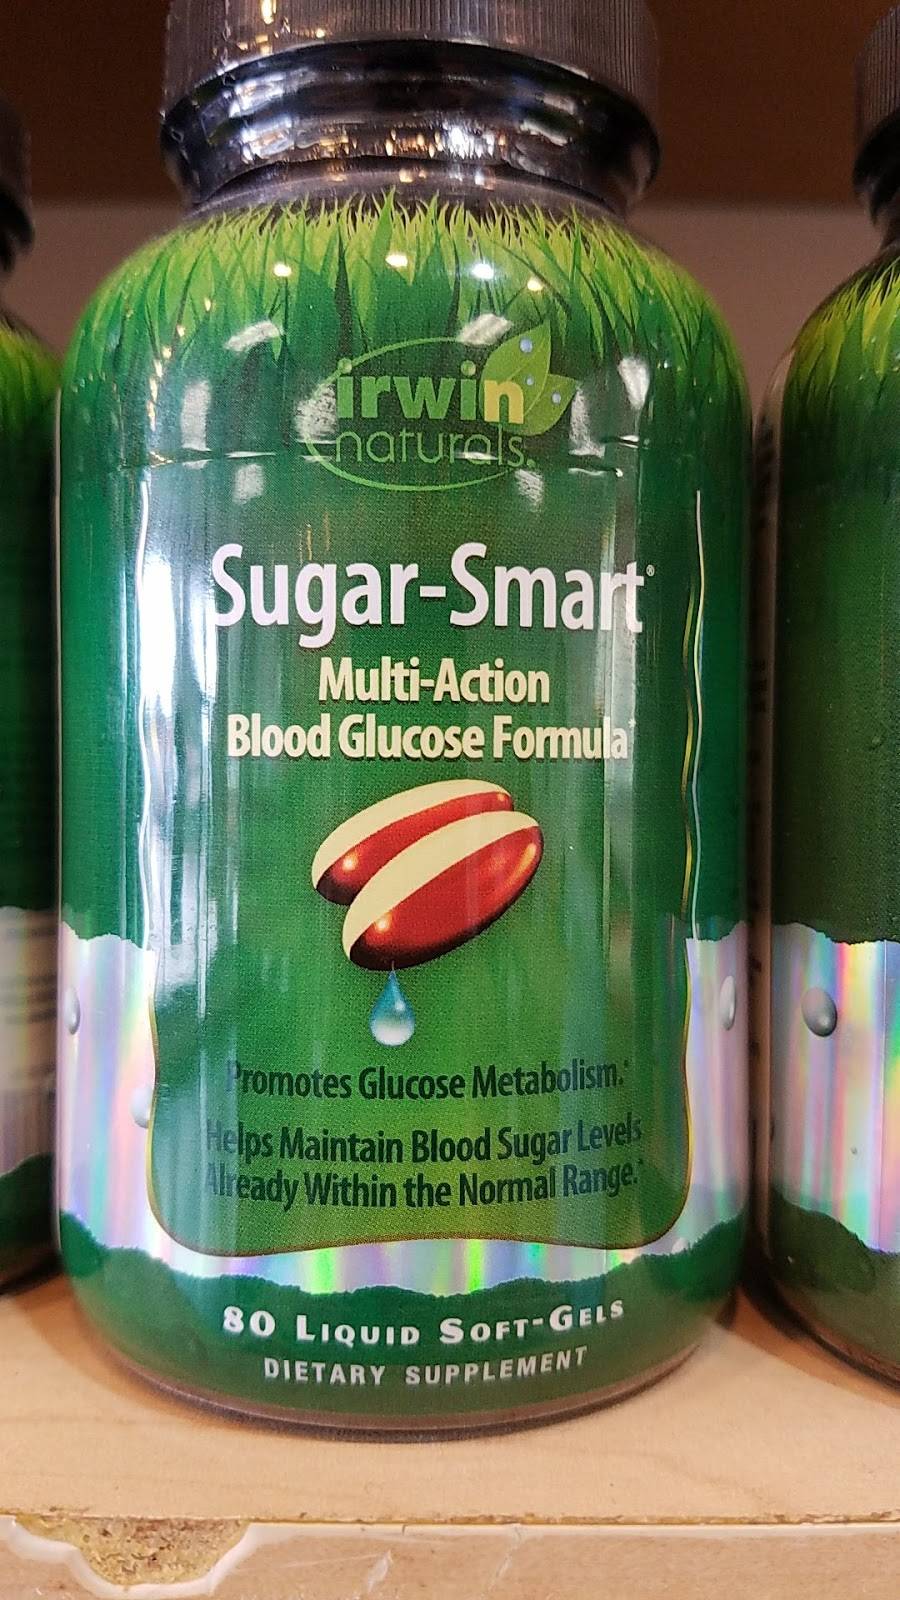 irwin
naturals®
Sugar-Smart®
Multi-Action
Blood Glucose Formula*
Promotes Glucose Metabolism.*
Helps Maintain Blood Sugar Levels
Already Within the Normal Range.*
80 LIQUID SOFT-GELS
DIETARY SUPPLEMENT